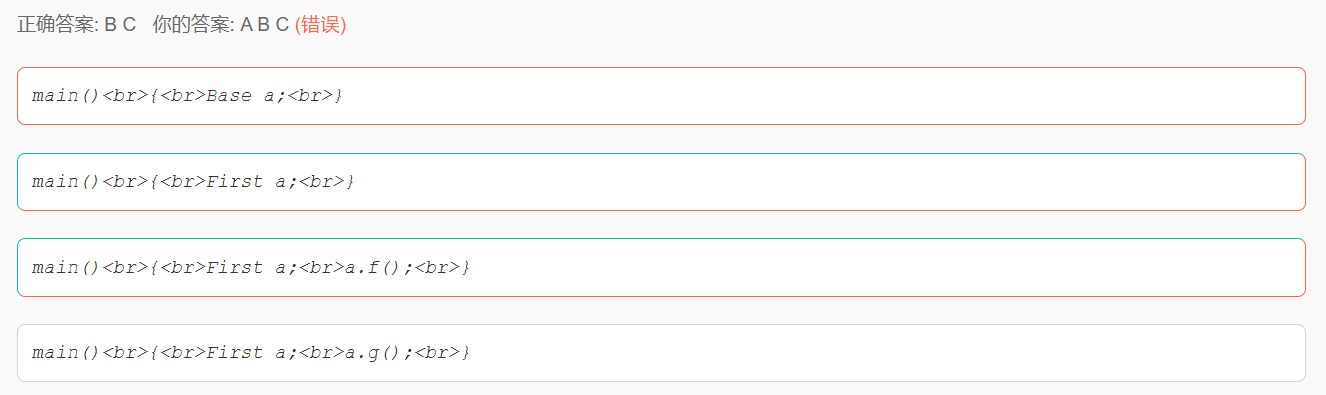 正确答案: B C 你的答案: A B C (错误)
main()<br>{<br>Base a;<br>}
main()<br>{<br>First a;<br>}
main()<br>{<br>First a;<br>a.f();<br>}
main()<br>{<br>First a;<br>a.g();<br>}